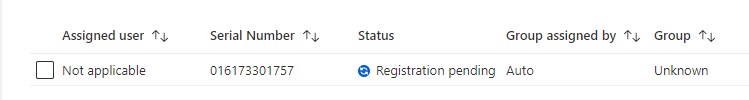 Assigned user Serial Number Status Group assigned by Group
Not applicable 016173301757 Registration pending Auto Unknown